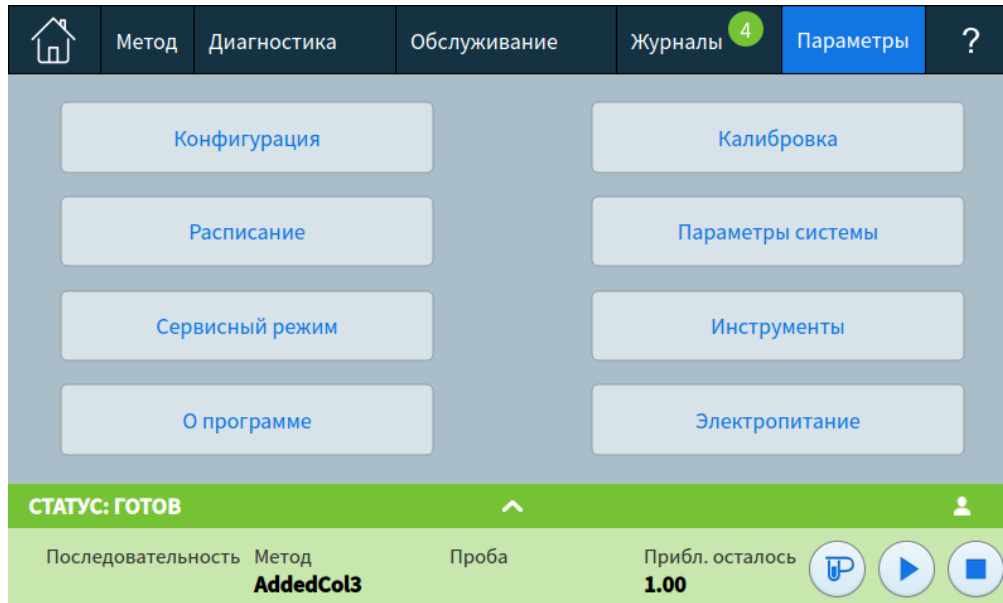 Метод Диагностика Обслуживание Журналы 4 Параметры ?
Конфигурация Калибровка
Расписание Параметры системы
Сервисный режим Инструменты
О программе Электропитание
СТАТУС: ГОТОВ
Последовательность Метод Проба Прибл. осталось
AddedCol3 1.00